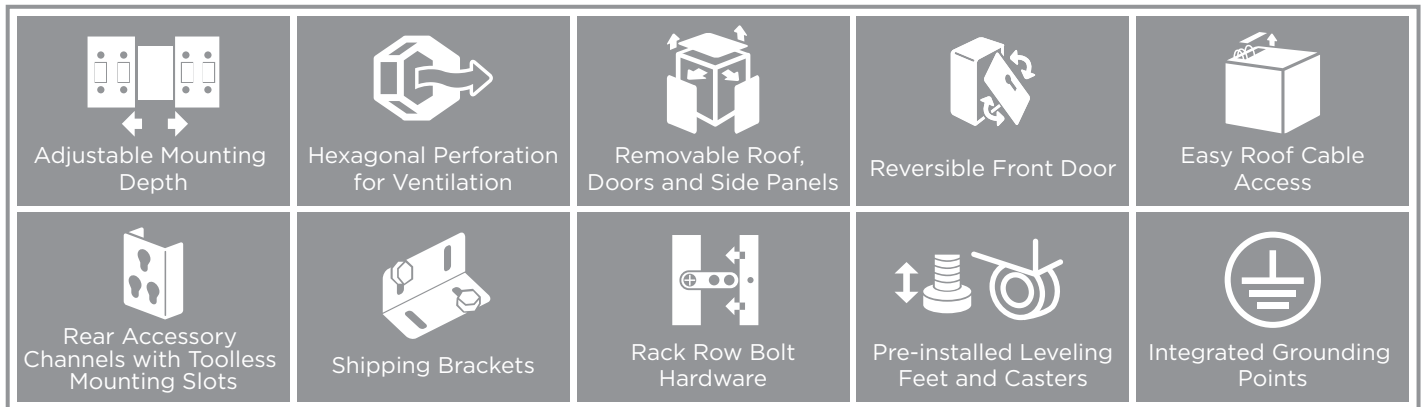 Adjustable Mounting
Depth
Hexagonal Perforation
for Ventilation
Removable Roof,
Doors and Side Panels
Reversible Front Door
Easy Roof Cable
Access
Rear Accessory
Channels with Toolless
Mounting Slots
Shipping Brackets
Rack Row Bolt
Hardware
Pre-installed Leveling
Feet and Casters
Integrated Grounding
Points